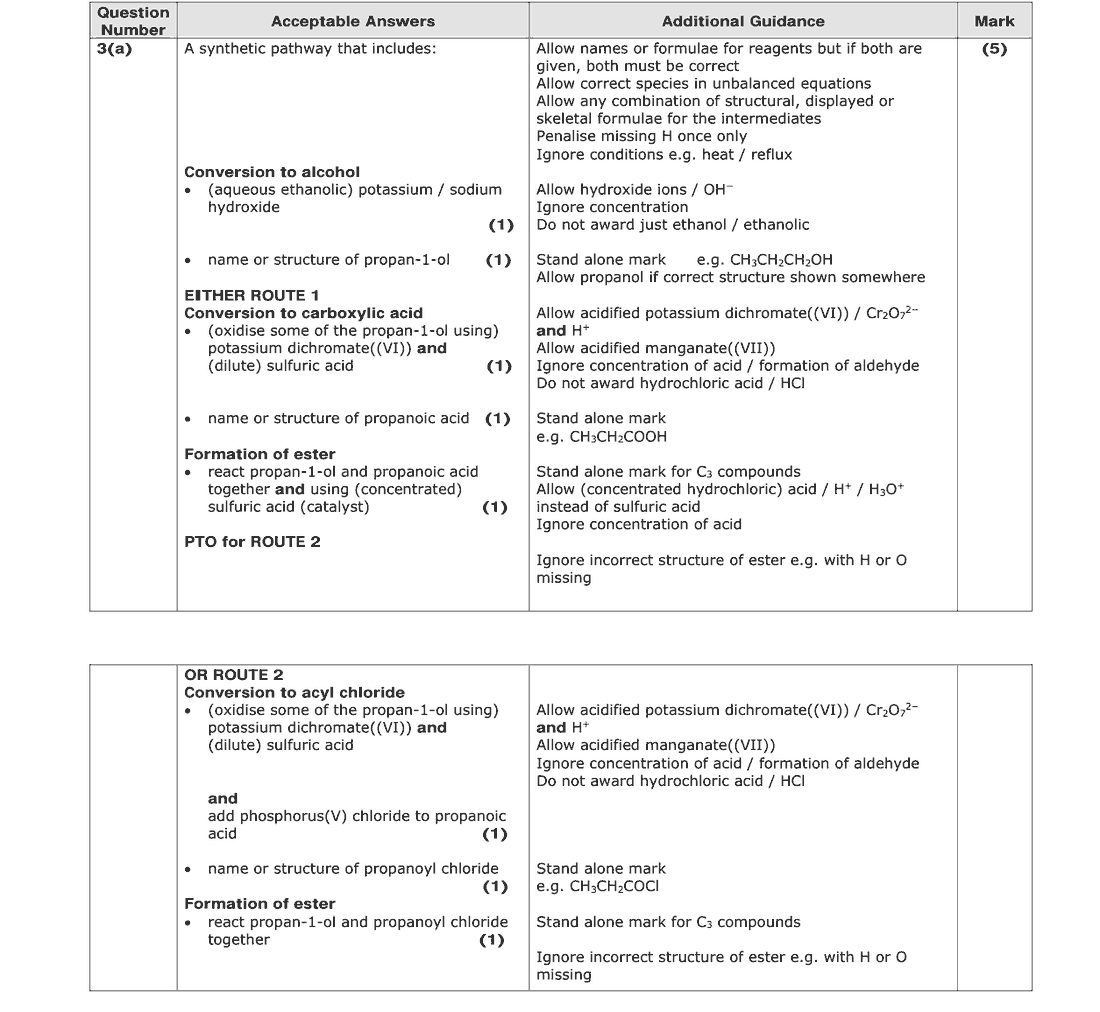 Question Number | Acceptable Answers | Additional Guidance | Mark
3(a) | A synthetic pathway that includes: | Allow names or formulae for reagents but if both are | (5)
given, both must be correct
Allow correct species in unbalanced equations
Allow any combination of structural, displayed or
skeletal formulae for the intermediates
Penalise missing H once only
Ignore conditions e.g. heat / reflux
Conversion to alcohol
• (aqueous ethanolic) potassium / sodium | Allow hydroxide ions / OH⁻
hydroxide | Ignore concentration
(1) | Do not award just ethanol / ethanolic
• name or structure of propan-1-ol (1) | Stand alone mark e.g. CH₃CH₂CH₂OH
Allow propanol if correct structure shown somewhere
EITHER ROUTE 1
Conversion to carboxylic acid | Allow acidified potassium dichromate((VI)) / Cr₂O₇²⁻
• (oxidise some of the propan-1-ol using) | and H⁺
potassium dichromate((VI)) and | Allow acidified manganate((VII))
(dilute) sulfuric acid (1) | Ignore concentration of acid / formation of aldehyde
Do not award hydrochloric acid / HCl
• name or structure of propanoic acid (1) | Stand alone mark
e.g. CH₃CH₂COOH
Formation of ester
• react propan-1-ol and propanoic acid | Stand alone mark for C₃ compounds
together and using (concentrated) | Allow (concentrated hydrochloric) acid / H⁺ / H₃O⁺
sulfuric acid (catalyst) (1) | instead of sulfuric acid
Ignore concentration of acid
PTO for ROUTE 2
Ignore incorrect structure of ester e.g. with H or O
missing
OR ROUTE 2
Conversion to acyl chloride
• (oxidise some of the propan-1-ol using) | Allow acidified potassium dichromate((VI)) / Cr₂O₇²⁻
potassium dichromate((VI)) and | and H⁺
(dilute) sulfuric acid | Allow acidified manganate((VII))
Ignore concentration of acid / formation of aldehyde
Do not award hydrochloric acid / HCl
and
add phosphorus(V) chloride to propanoic
acid (1)
• name or structure of propanoyl chloride | Stand alone mark
(1) | e.g. CH₃CH₂COCl
Formation of ester
• react propan-1-ol and propanoyl chloride | Stand alone mark for C₃ compounds
together (1)
Ignore incorrect structure of ester e.g. with H or O
missing